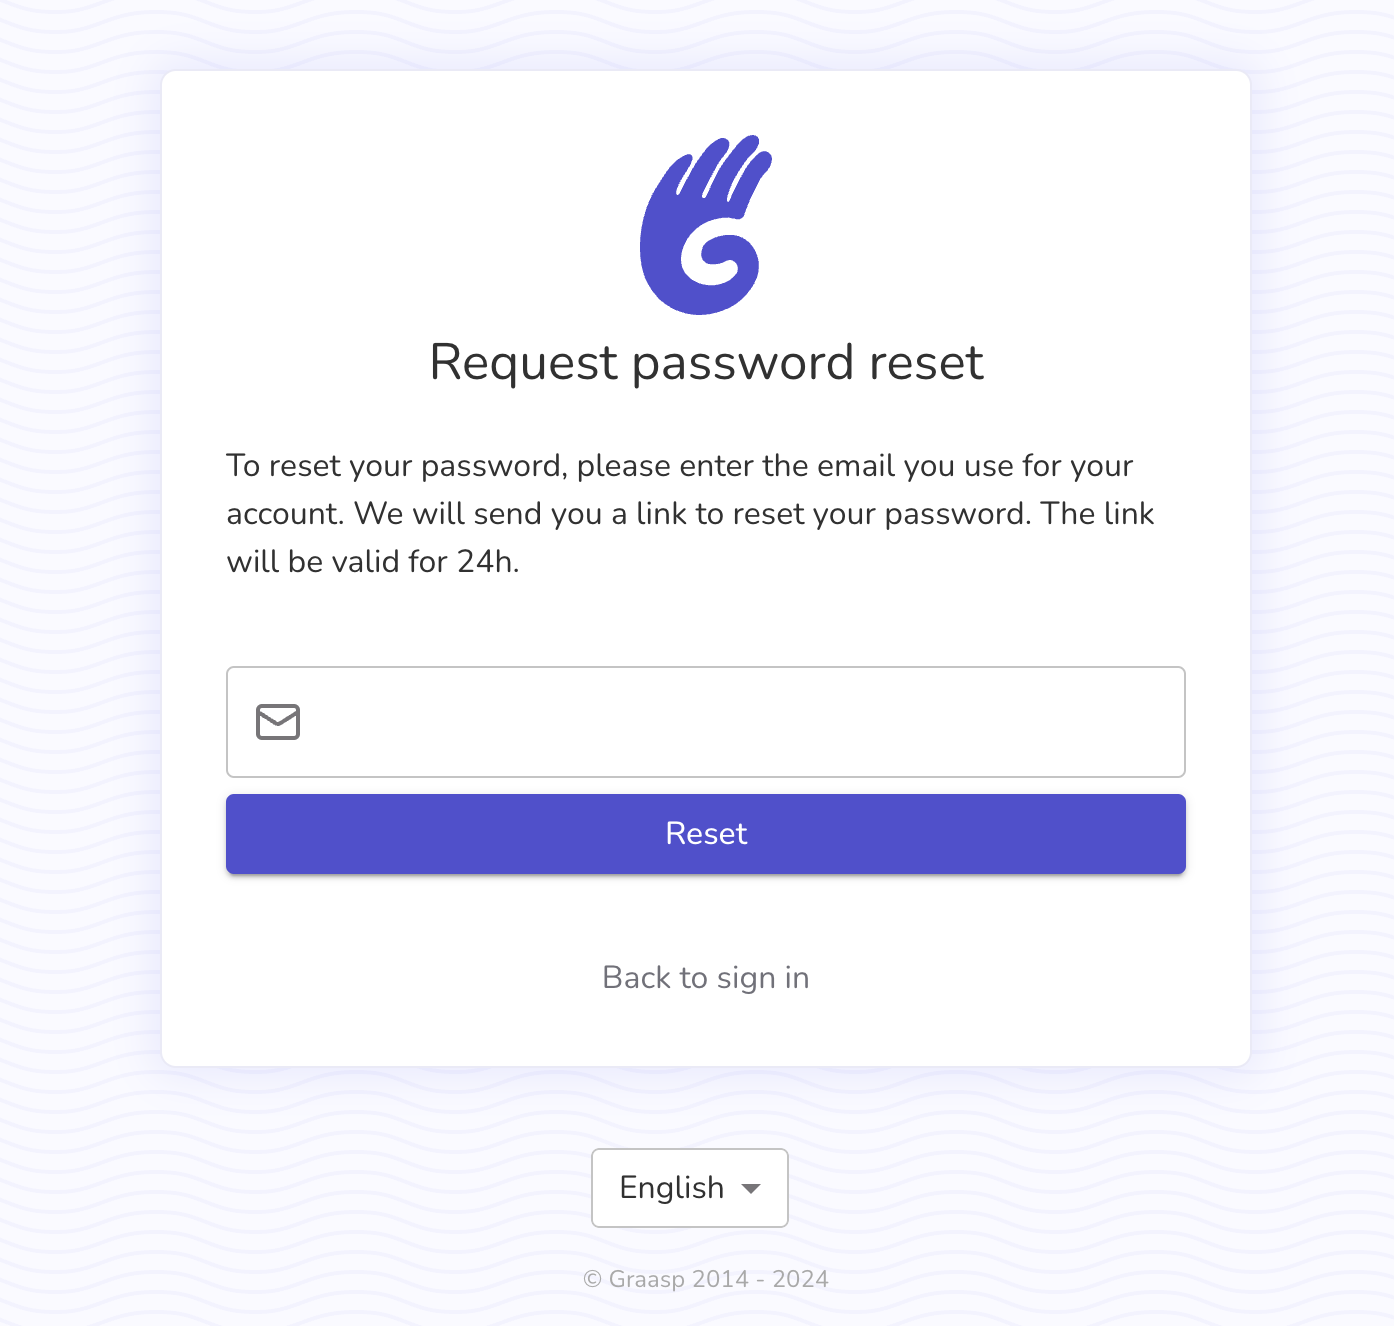 Request password reset
To reset your password, please enter the email you use for your
account. We will send you a link to reset your password. The link
will be valid for 24h.
Reset
Back to sign in
English
© Graasp 2014 - 2024